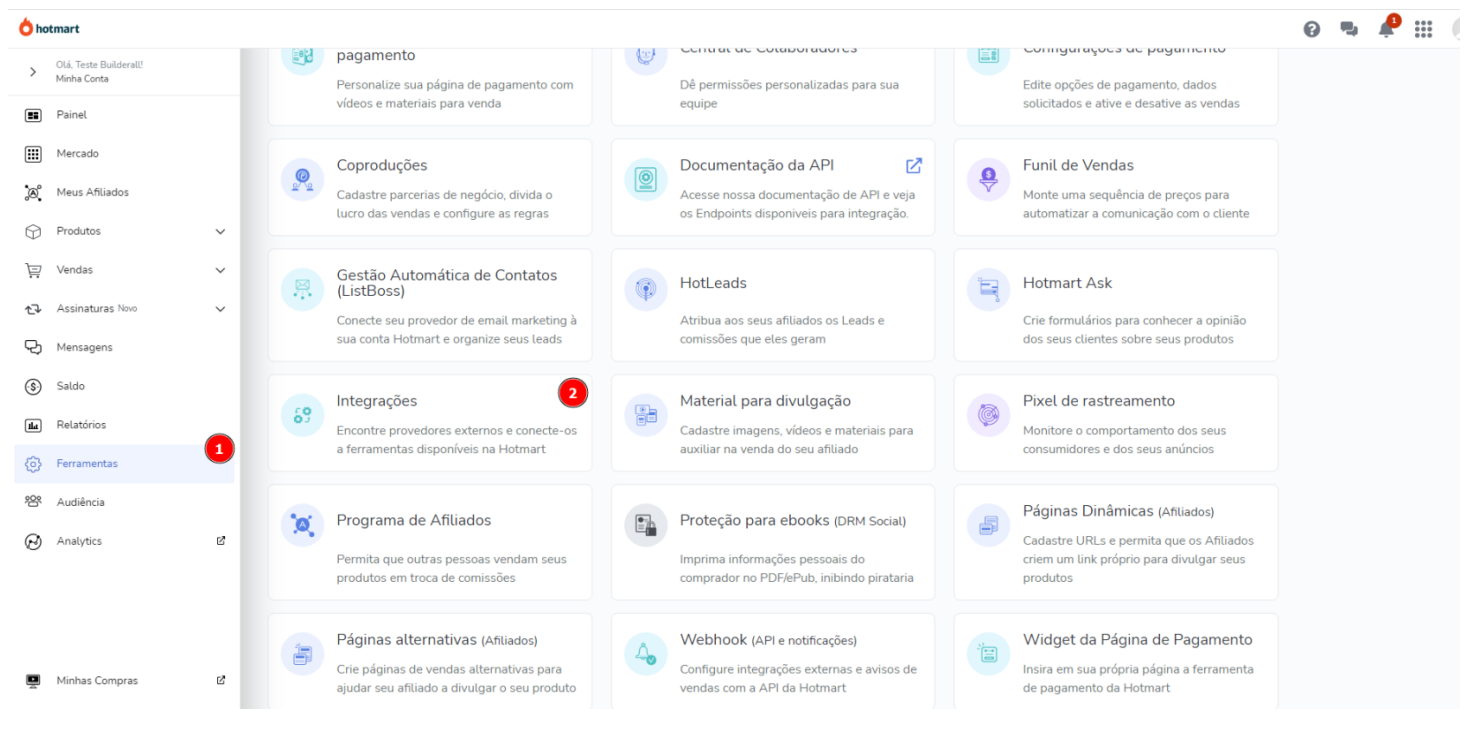 hotmart
1
Olá, Teste Builderall!
Minha Conta
Painel
Mercado
Meus Afiliados
Produtos
Vendas
Assinaturas Novo
Mensagens
Saldo
Relatórios
1
Ferramentas
Audiência
Analytics
Minhas Compras
pagamento
Personalize sua página de pagamento com
vídeos e materiais para venda
Central de Colaboradores
Dê permissões personalizadas para sua
equipe
Configurações de pagamento
Edite opções de pagamento, dados
solicitados e ative e desative as vendas
Coproduções
Cadastre parcerias de negócio, divida o
lucro das vendas e configure as regras
Documentação da API
Acesse nossa documentação de API e veja
os Endpoints disponiveis para integração.
Funil de Vendas
Monte uma sequência de preços para
automatizar a comunicação com o cliente
Gestão Automática de Contatos
(ListBoss)
Conecte seu provedor de email marketing à
sua conta Hotmart e organize seus leads
HotLeads
Atribua aos seus afiliados os Leads e
comissões que eles geram
Hotmart Ask
Crie formulários para conhecer a opinião
dos seus clientes sobre seus produtos
Integrações
2
Encontre provedores externos e conecte-os
a ferramentas disponíveis na Hotmart
Material para divulgação
Cadastre imagens, vídeos e materiais para
auxiliar na venda do seu afiliado
Pixel de rastreamento
Monitore o comportamento dos seus
consumidores e dos seus anúncios
Programa de Afiliados
Permita que outras pessoas vendam seus
produtos em troca de comissões
Proteção para ebooks (DRM Social)
Imprima informações pessoais do
comprador no PDF/ePub, inibindo pirataria
Páginas Dinâmicas (Afiliados)
Cadastre URLs e permita que os Afiliados
criem um link próprio para divulgar seus
produtos
Páginas alternativas (Afiliados)
Crie páginas de vendas alternativas para
ajudar seu afiliado a divulgar o seu produto
Webhook (API e notificações)
Configure integrações externas e avisos de
vendas com a API da Hotmart
Widget da Página de Pagamento
Insira em sua própria página a ferramenta
de pagamento da Hotmart